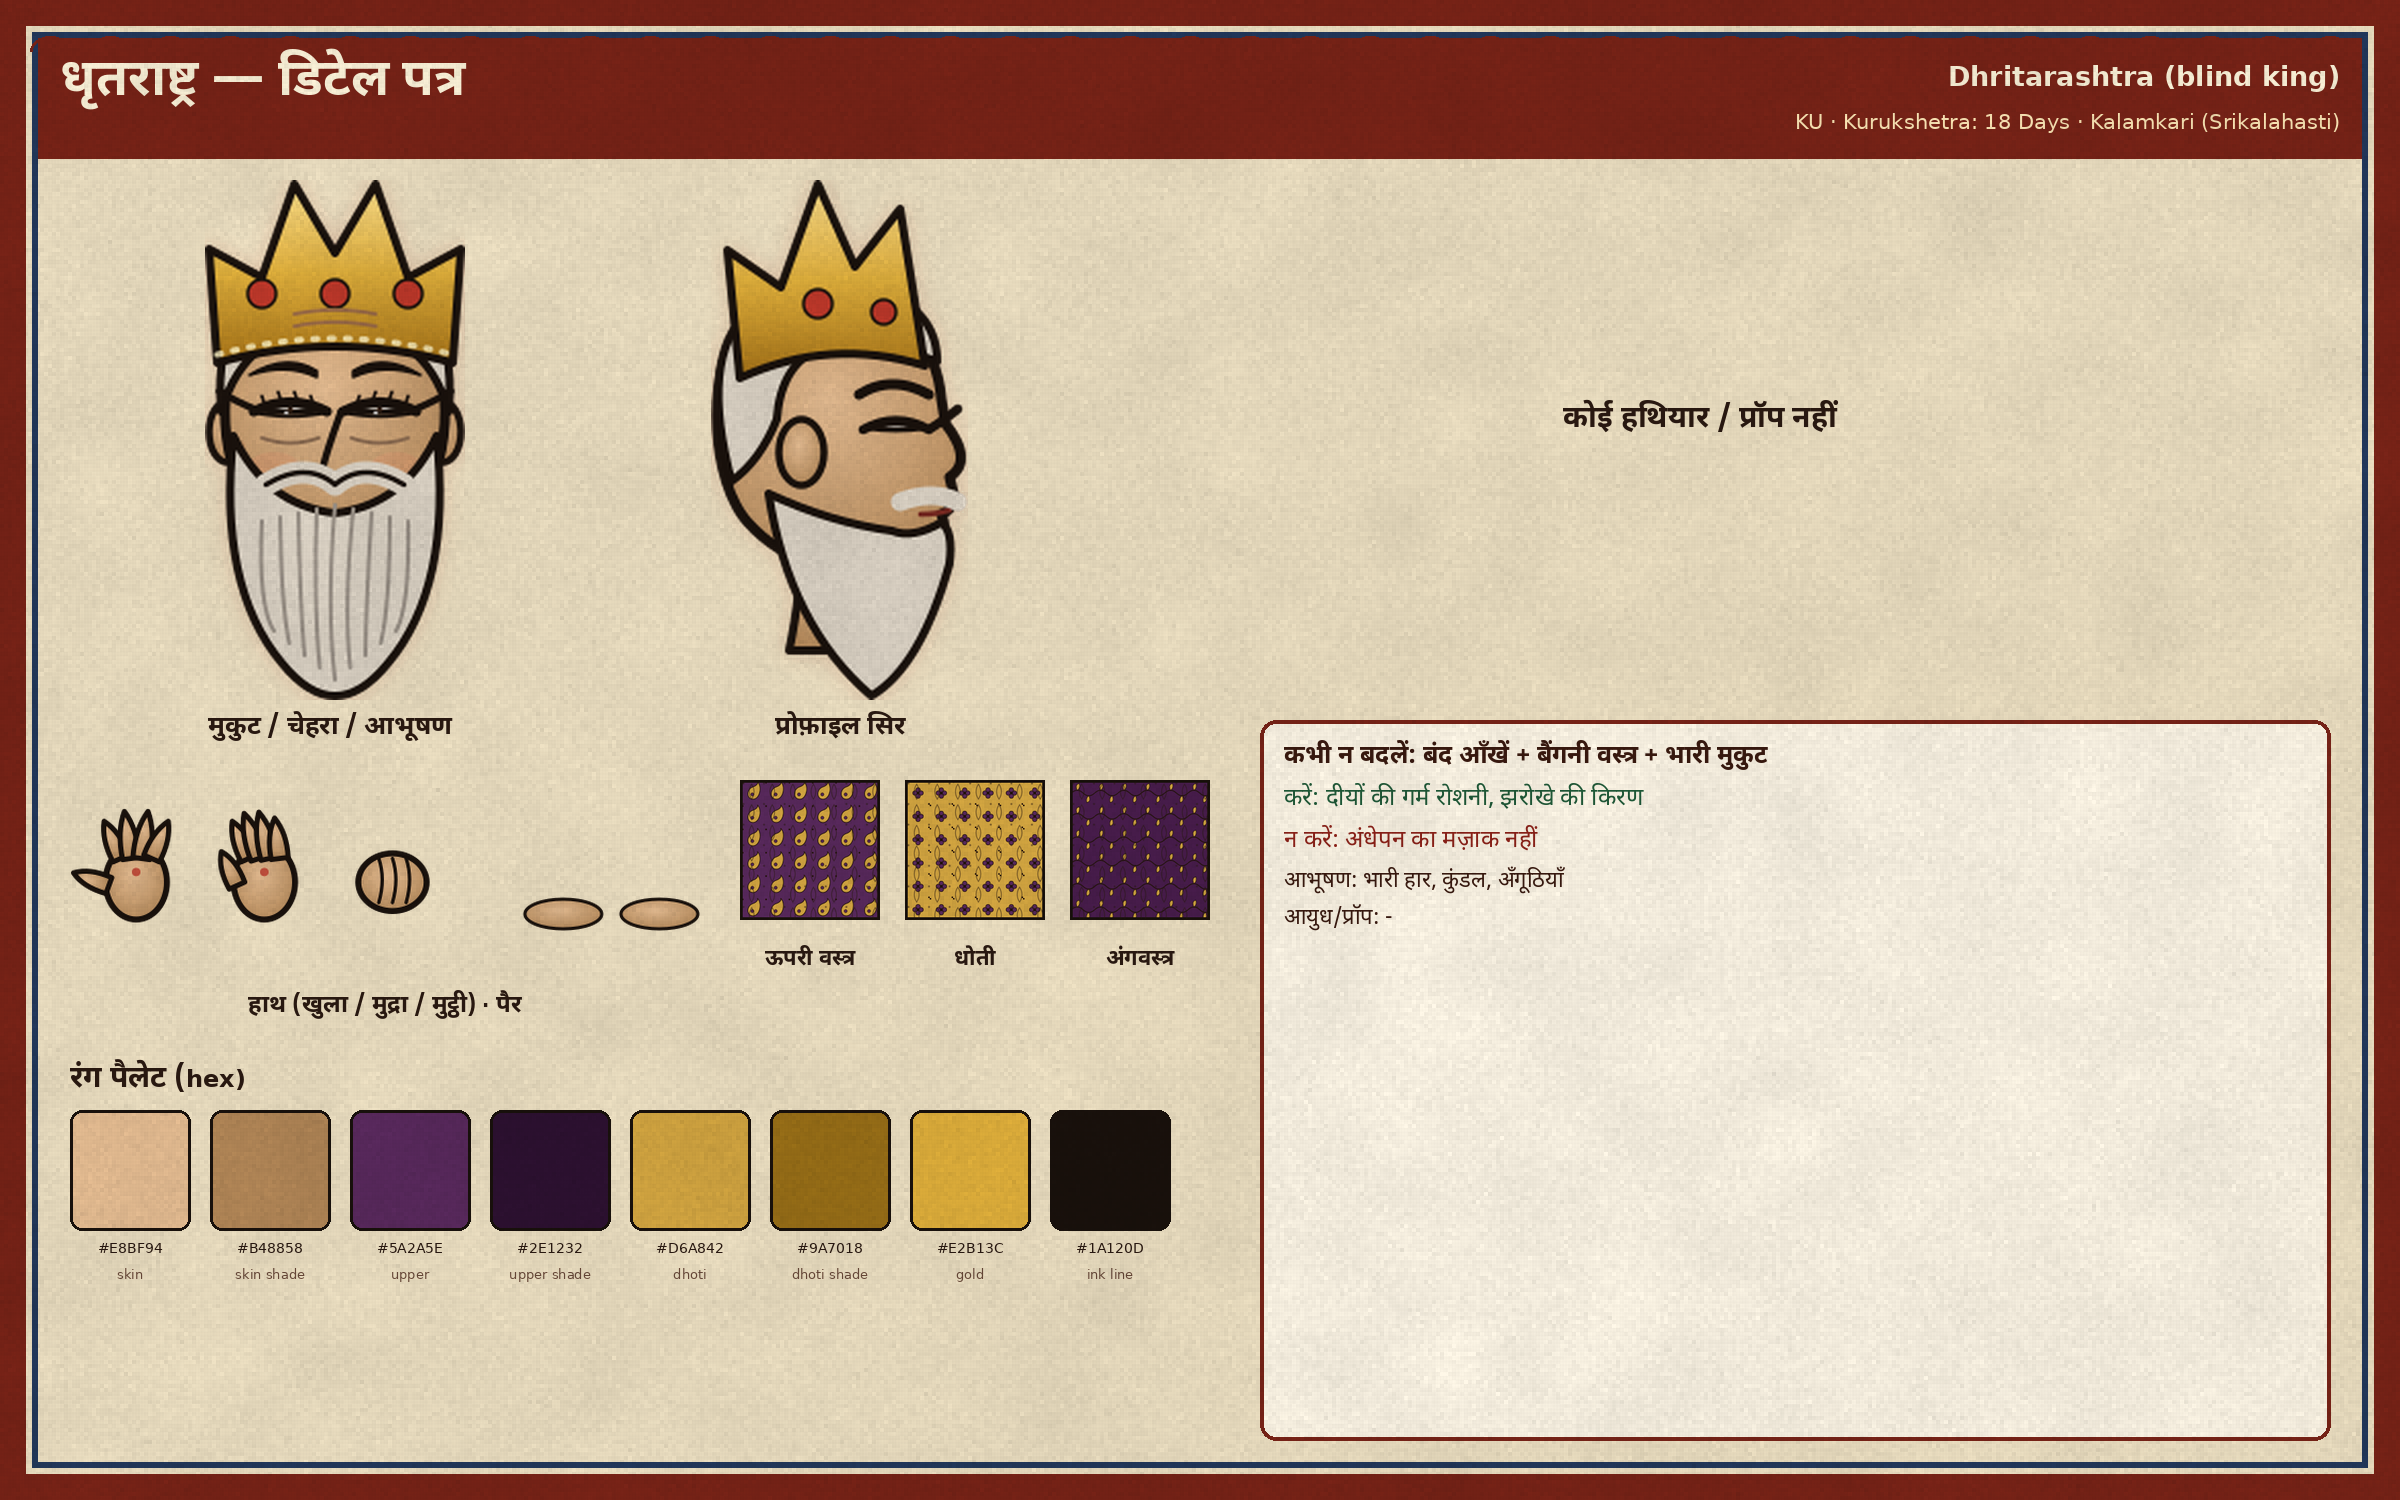 धृतराष्ट्र — डिटेल पत्र
Dhritarashtra (blind king)
KU · Kurukshetra: 18 Days · Kalamkari (Srikalahasti)
कोई हथियार / प्रॉप नहीं
मुकुट / चेहरा / आभूषण
प्रोफ़ाइल सिर
कभी न बदलें: बंद आँखें + बैंगनी वस्त्र + भारी मुकुट
करें: दीयों की गर्म रोशनी, झरोखे की किरण
न करें: अंधेपन का मज़ाक नहीं
आभूषण: भारी हार, कुंडल, अँगूठियाँ
आयुध/प्रॉप: -
ऊपरी वस्त्र
धोती
अंगवस्त्र
हाथ (खुला / मुद्रा / मुट्ठी) · पैर
रंग पैलेट (hex)
#E8BF94
#B48858
#5A2A5E
#2E1232
#D6A842
#9A7018
#E2B13C
#1A120D
skin
skin shade
upper
upper shade
dhoti
dhoti shade
gold
ink line